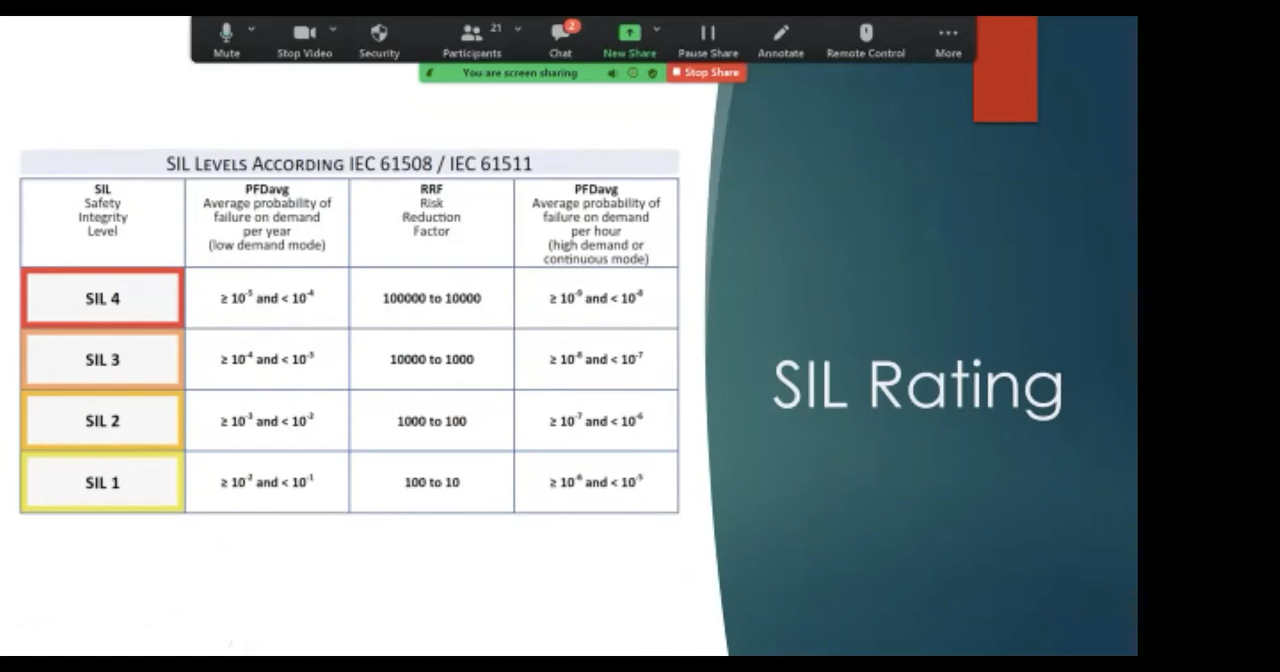 Mute
Stop Video
Security
21
Participants
2
Chat
New Share
Pause Share
Annotate
Remote Control
More
You are screen sharing
Stop Share
SIL LEVELS ACCORDING IEC 61508 / IEC 61511
SIL
Safety
Integrity
Level
PFDavg
Average probability of
failure on demand
per year
(low demand mode)
RRF
Risk
Reduction
Factor
PFDavg
Average probability of
failure on demand
per hour
(high demand or
continuous mode)
SIL 4
≥ 10⁻⁵ and < 10⁻⁴
100000 to 10000
≥ 10⁻⁹ and < 10⁻⁸
SIL 3
≥ 10⁻⁴ and < 10⁻³
10000 to 1000
≥ 10⁻⁸ and < 10⁻⁷
SIL 2
≥ 10⁻³ and < 10⁻²
1000 to 100
≥ 10⁻⁷ and < 10⁻⁶
SIL 1
≥ 10⁻² and < 10⁻¹
100 to 10
≥ 10⁻⁶ and < 10⁻⁵
SIL Rating